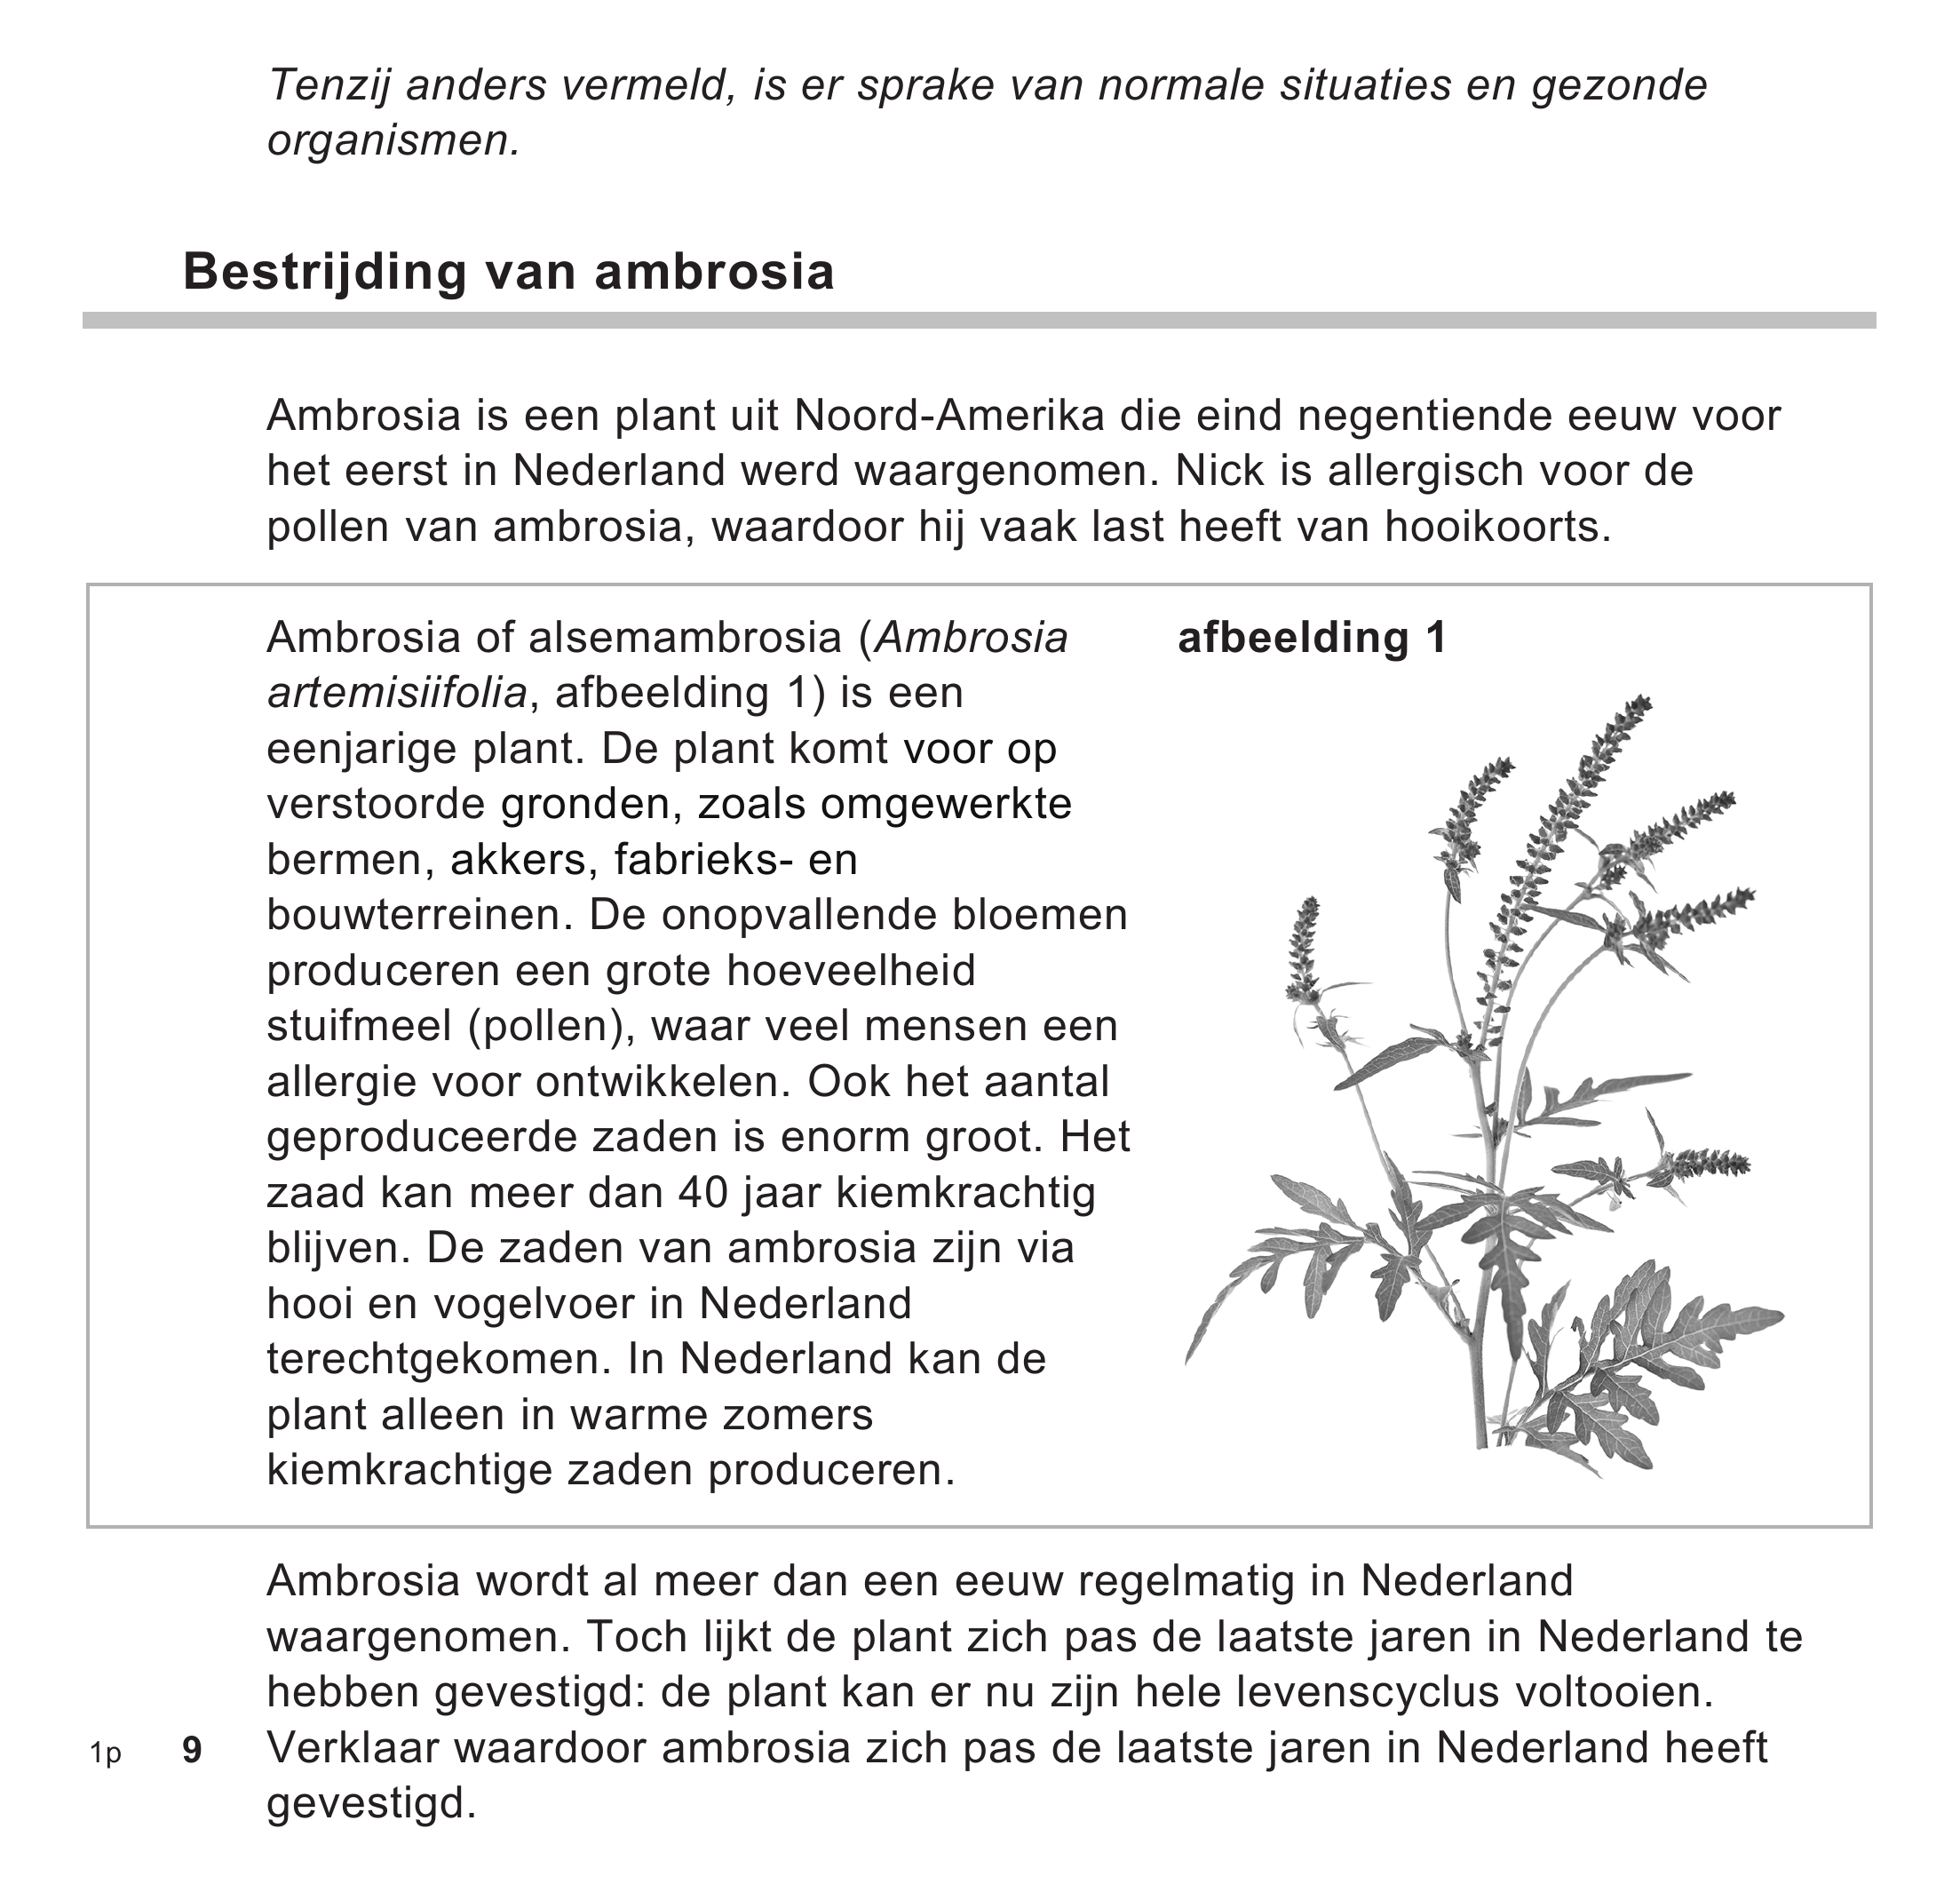 Tenzij anders vermeld, is er sprake van normale situaties en gezonde
organismen.
Bestrijding van ambrosia
Ambrosia is een plant uit Noord-Amerika die eind negentiende eeuw voor
het eerst in Nederland werd waargenomen. Nick is allergisch voor de
pollen van ambrosia, waardoor hij vaak last heeft van hooikoorts.
Ambrosia of alsemambrosia (Ambrosia
artemisiifolia, afbeelding 1) is een
eenjarige plant. De plant komt voor op
verstoorde gronden, zoals omgewerkte
bermen, akkers, fabrieks- en
bouwterreinen. De onopvallende bloemen
produceren een grote hoeveelheid
stuifmeel (pollen), waar veel mensen een
allergie voor ontwikkelen. Ook het aantal
geproduceerde zaden is enorm groot. Het
zaad kan meer dan 40 jaar kiemkrachtig
blijven. De zaden van ambrosia zijn via
hooi en vogelvoer in Nederland
terechtgekomen. In Nederland kan de
plant alleen in warme zomers
kiemkrachtige zaden produceren.
afbeelding 1
Ambrosia wordt al meer dan een eeuw regelmatig in Nederland
waargenomen. Toch lijkt de plant zich pas de laatste jaren in Nederland te
hebben gevestigd: de plant kan er nu zijn hele levenscyclus voltooien.
1p 9 Verklaar waardoor ambrosia zich pas de laatste jaren in Nederland heeft
gevestigd.